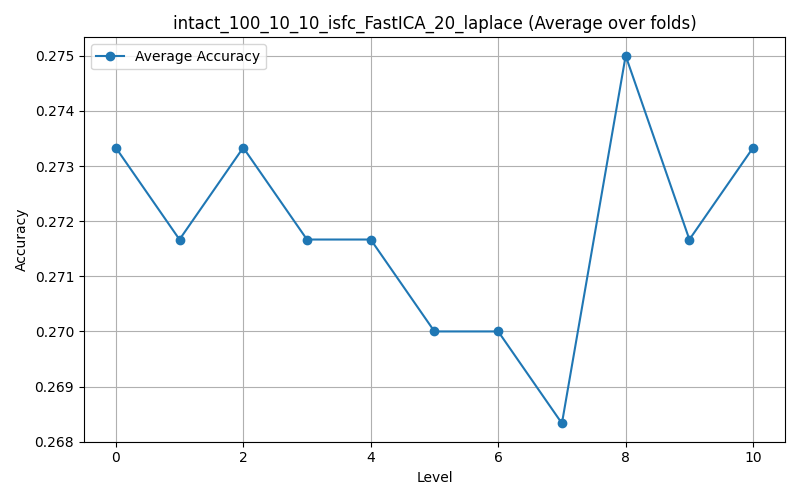 intact_100_10_10_isfc_FastICA_20_laplace (Average over folds)
Average Accuracy
0.275
0.274
0.273
0.272
0.271
0.270
0.269
0.268
Accuracy
0 2 4 6 8 10
Level